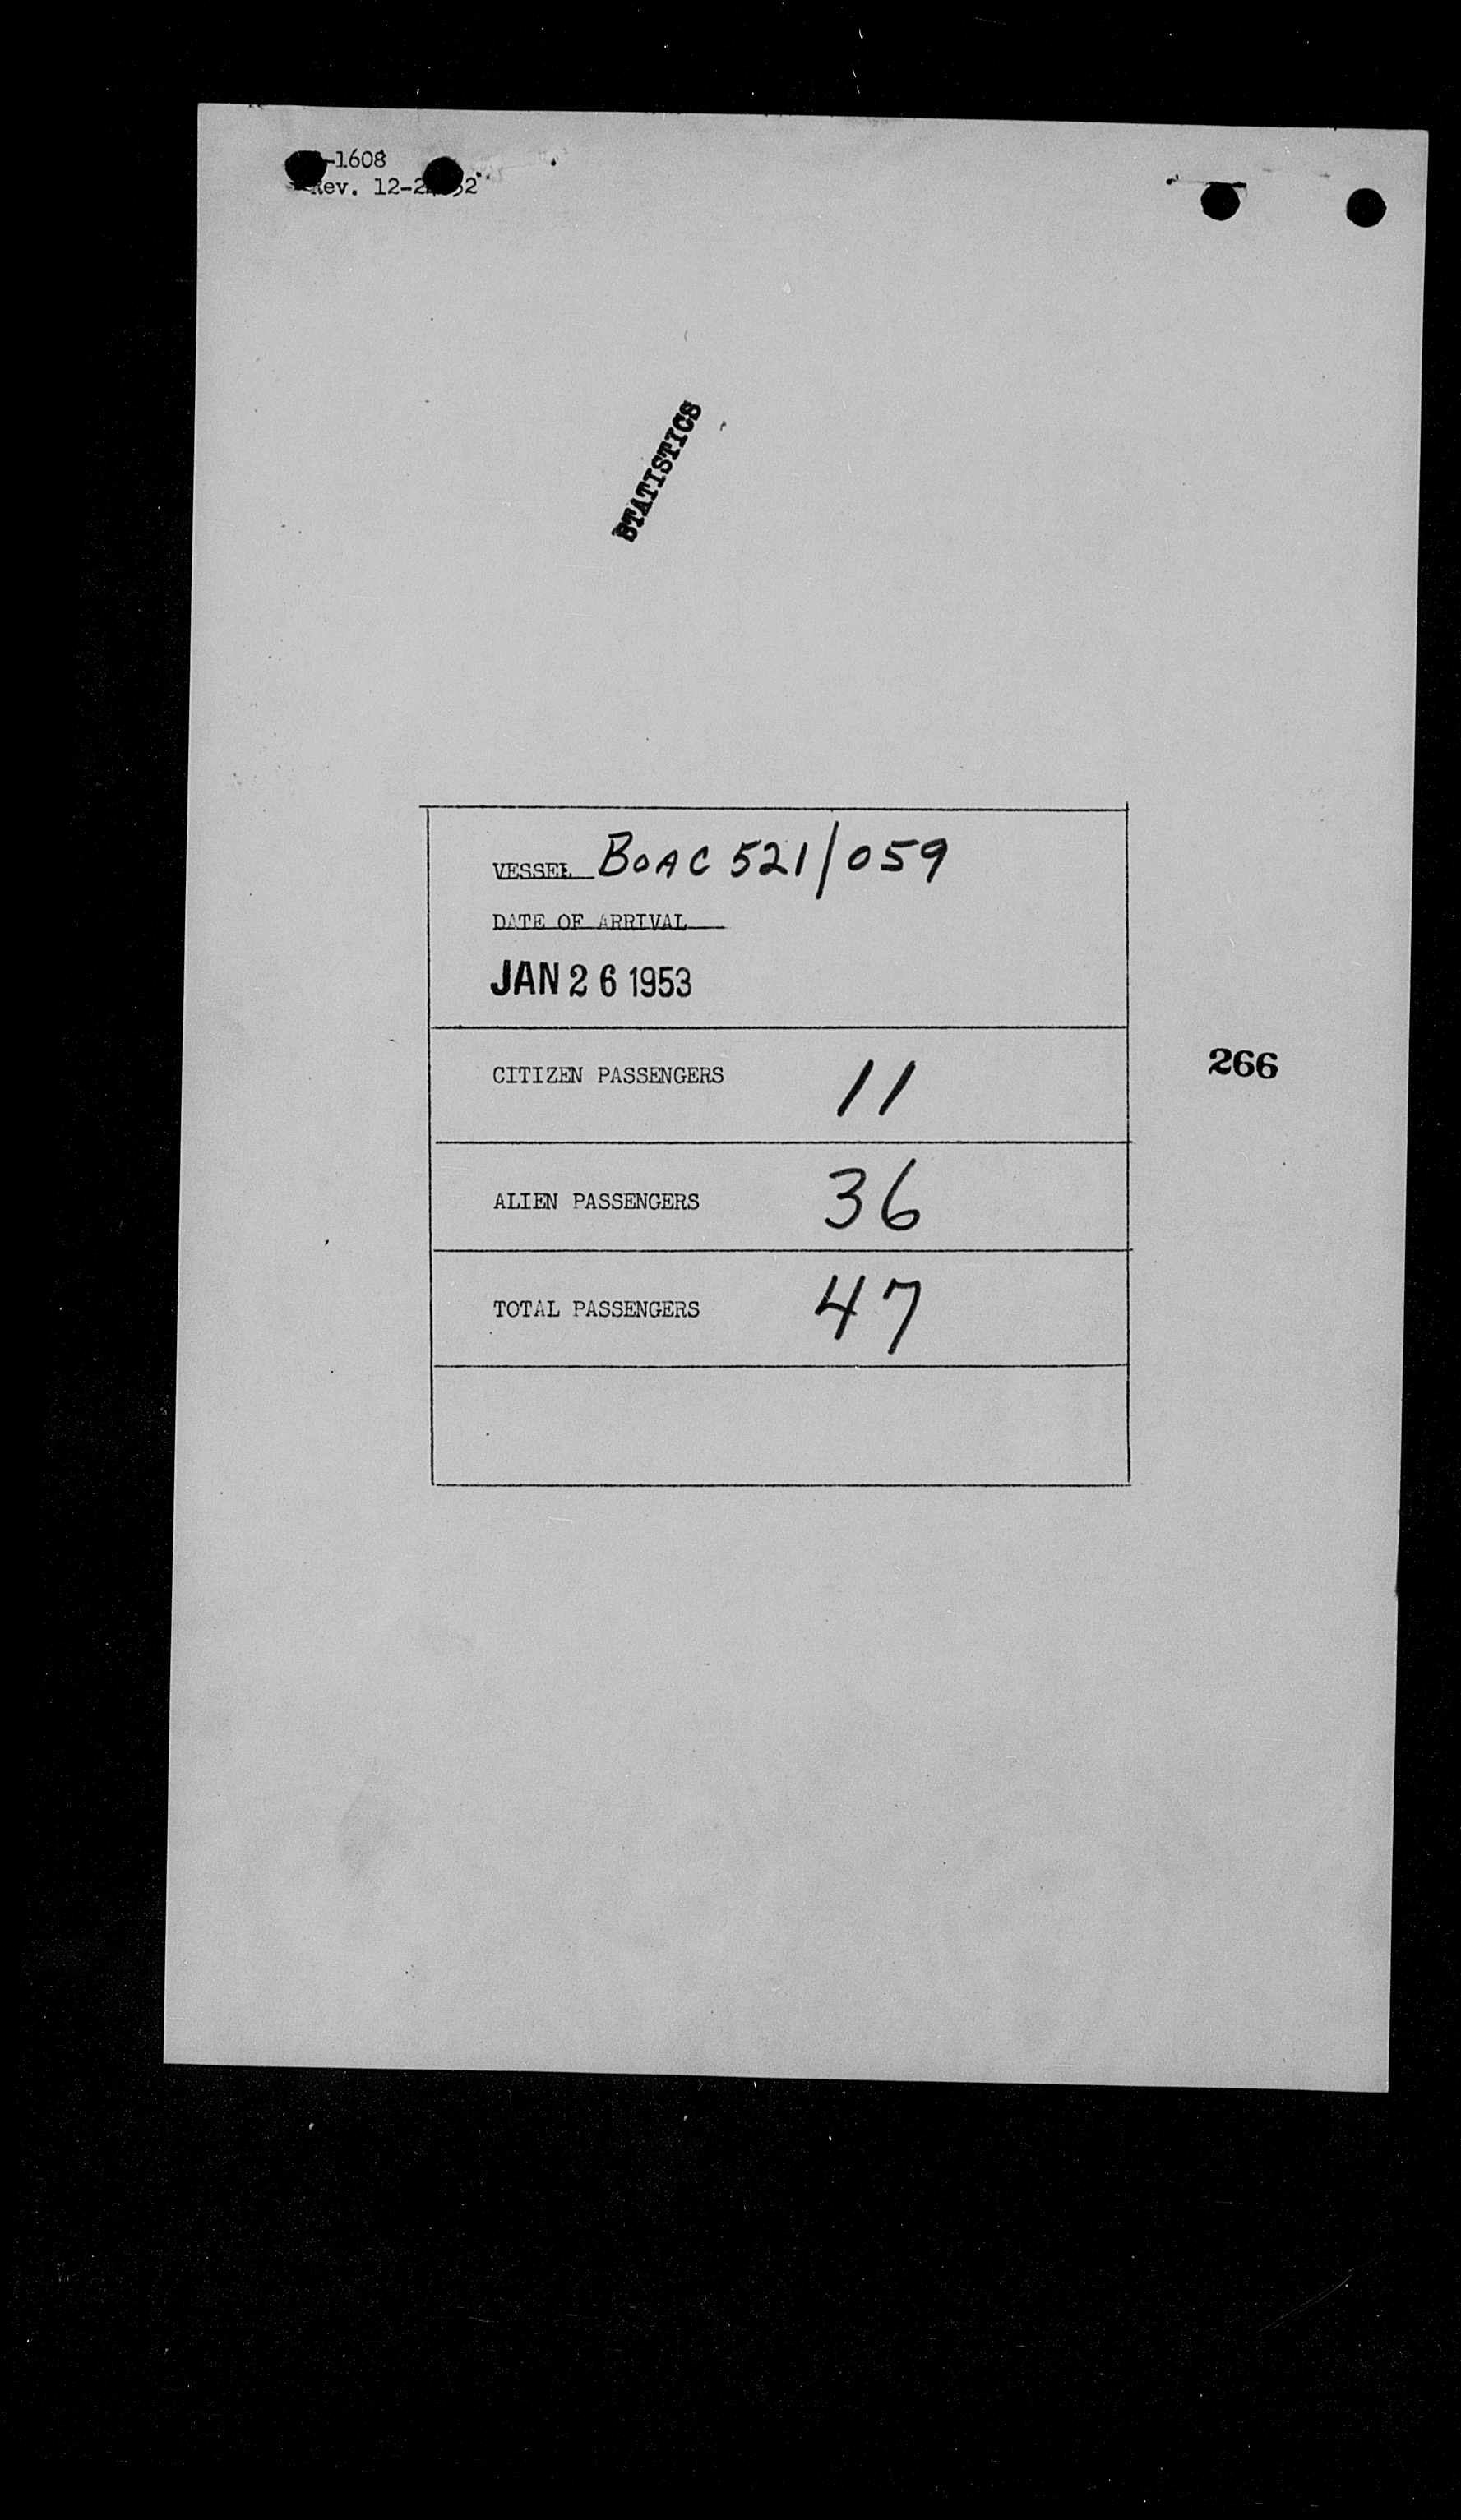 -1608
Rev. 12-2
STATISTICS
VESSEL BOAC 521/059
DATE OF ARRIVAL
JAN 26 1953
CITIZEN PASSENGERS 11
266
ALIEN PASSENGERS 36
TOTAL PASSENGERS 47